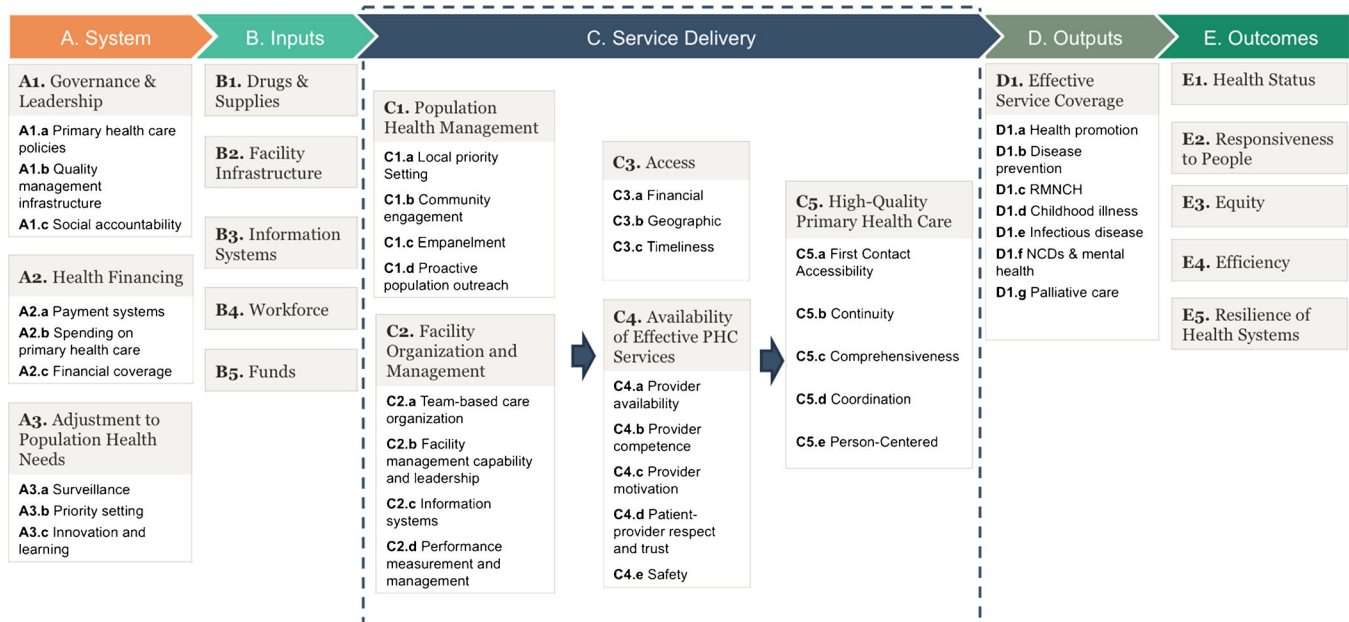 A. System
B. Inputs
C. Service Delivery
D. Outputs
E. Outcomes
A1. Governance &
Leadership
A1.a Primary health care
policies
A1.b Quality
management
infrastructure
A1.c Social accountability
A2. Health Financing
A2.a Payment systems
A2.b Spending on
primary health care
A2.c Financial coverage
A3. Adjustment to
Population Health
Needs
A3.a Surveillance
A3.b Priority setting
A3.c Innovation and
learning
B1. Drugs &
Supplies
B2. Facility
Infrastructure
B3. Information
Systems
B4. Workforce
B5. Funds
C1. Population
Health Management
C1.a Local priority
Setting
C1.b Community
engagement
C1.c Empanelment
C1.d Proactive
population outreach
C2. Facility
Organization and
Management
C2.a Team-based care
organization
C2.b Facility
management capability
and leadership
C2.c Information
systems
C2.d Performance
measurement and
management
C3. Access
C3.a Financial
C3.b Geographic
C3.c Timeliness
C4. Availability
of Effective PHC
Services
C4.a Provider
availability
C4.b Provider
competence
C4.c Provider
motivation
C4.d Patient-
provider respect
and trust
C4.e Safety
C5. High-Quality
Primary Health Care
C5.a First Contact
Accessibility
C5.b Continuity
C5.c Comprehensiveness
C5.d Coordination
C5.e Person-Centered
D1. Effective
Service Coverage
D1.a Health promotion
D1.b Disease
prevention
D1.c RMNCH
D1.d Childhood illness
D1.e Infectious disease
D1.f NCDs & mental
health
D1.g Palliative care
E1. Health Status
E2. Responsiveness
to People
E3. Equity
E4. Efficiency
E5. Resilience of
Health Systems